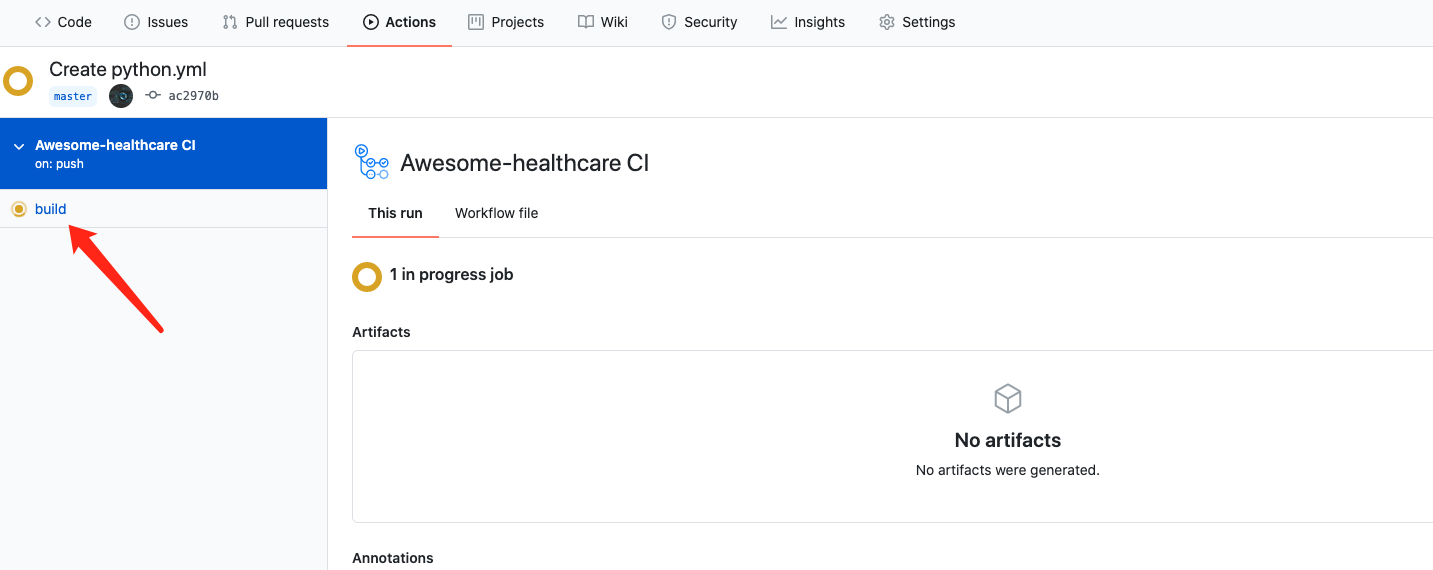 Code Issues Pull requests Actions Projects Wiki Security Insights Settings
Create python.yml
master ac2970b
Awesome-healthcare CI
on: push
build
Awesome-healthcare CI
This run Workflow file
1 in progress job
Artifacts
No artifacts
No artifacts were generated.
Annotations